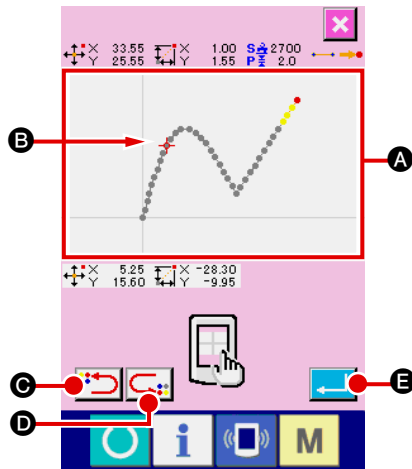 X 33.55 X 1.00 S 2700
Y 25.55 Y 1.55 P 2.0
B
A
X 5.25 X -28.30
Y 15.60 Y -9.95
C
E
D
i M